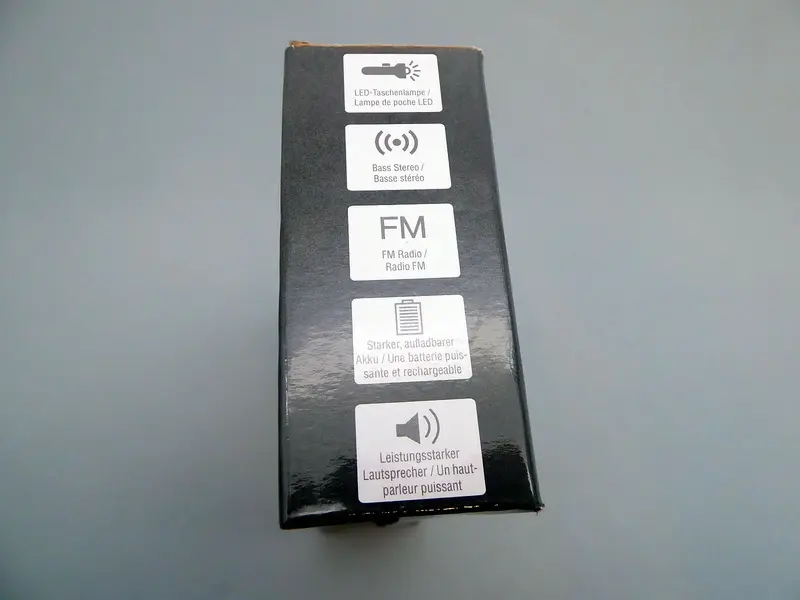 LED-Taschenlampe /
Lampe de poche LED
Bass Stereo /
Basse stéréo
FM
FM Radio /
Radio FM
Starker, aufladbarer
Akku / Une batterie puis-
sante et rechargeable
Leistungsstarker
Lautsprecher / Un haut-
parleur puissant